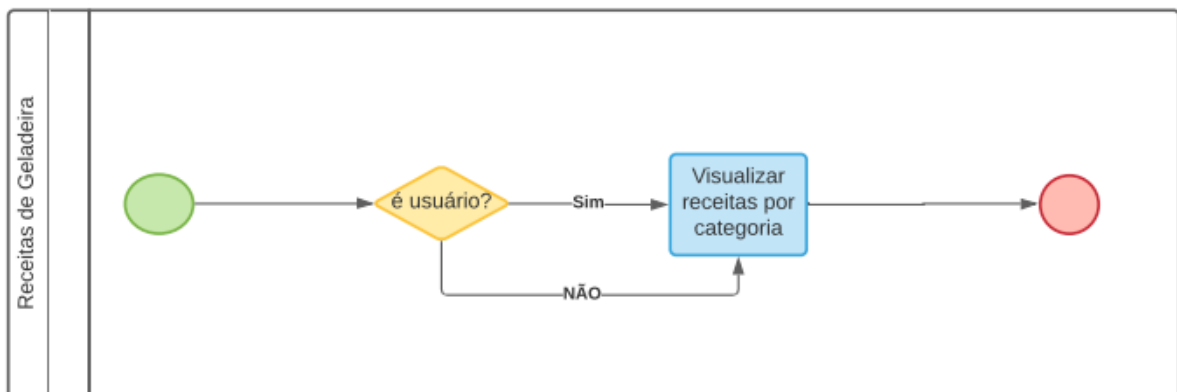 Receitas de Geladeira
é usuário?
Sim
Visualizar
receitas por
categoria
NÃO